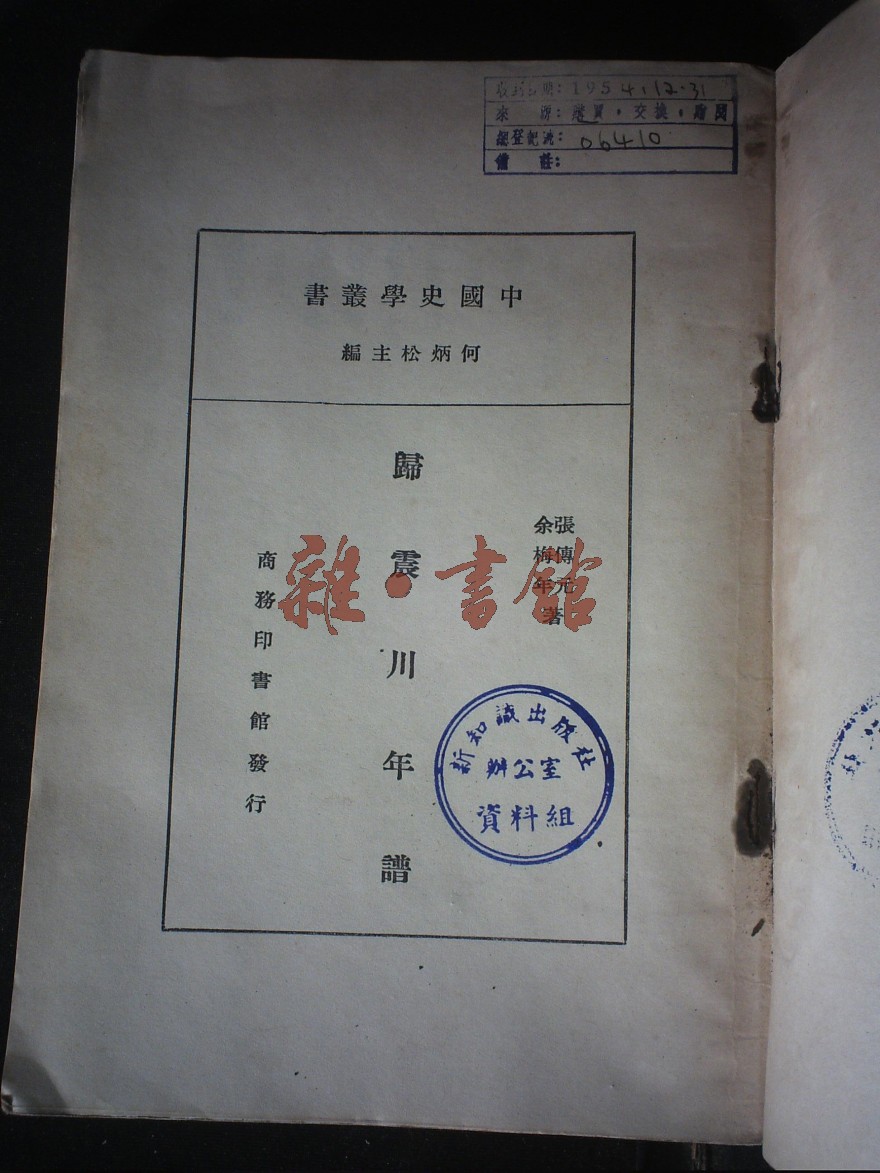 期：1954.12.31
來 源：購買・交換・贈閱
總登記號：06410
備 註：
中國史學叢書
何炳松主編
張傳元
余梅年
著
歸震川年譜
商務印書館發行
雜・書館
新知識出版社
辦公室
資料組